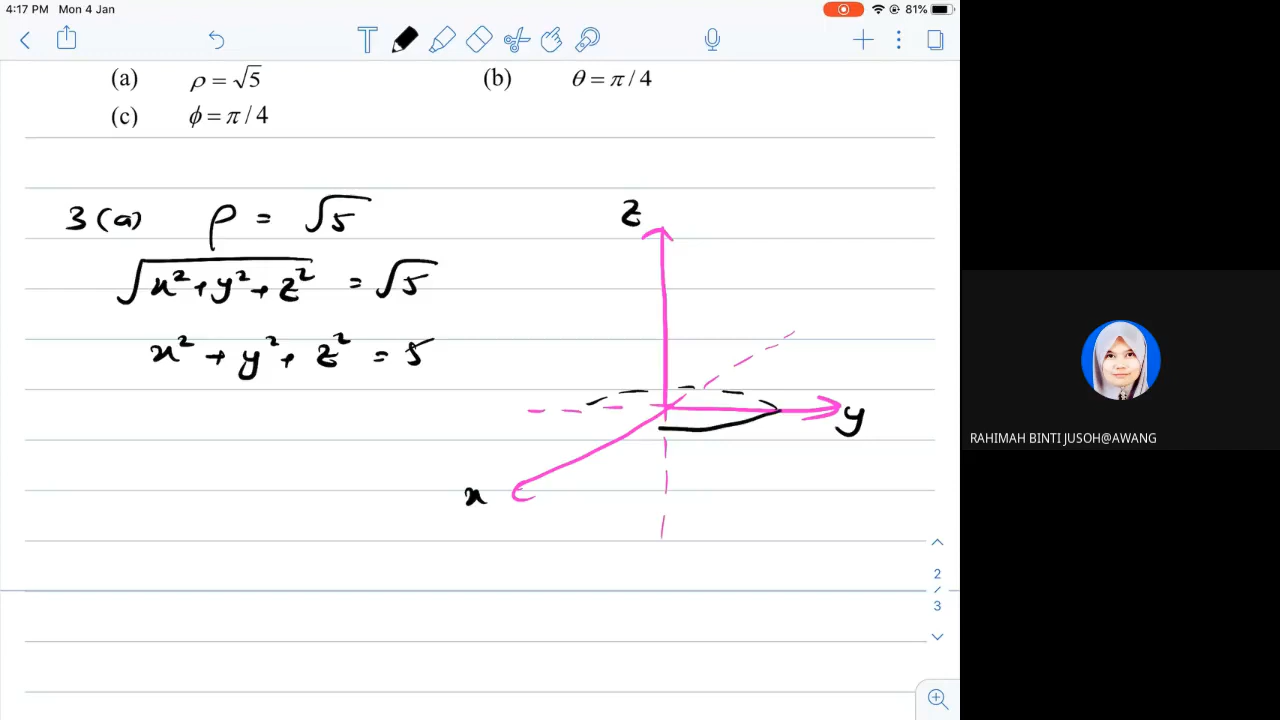 4:17 PM Mon 4 Jan
81%
(a) ρ = √5 (b) θ = π / 4
(c) ϕ = π / 4
3 (a) ρ = √5
√x² + y² + z² = √5
x² + y² + z² = 5
z
y
x
RAHIMAH BINTI JUSOH@AWANG
2
/
3